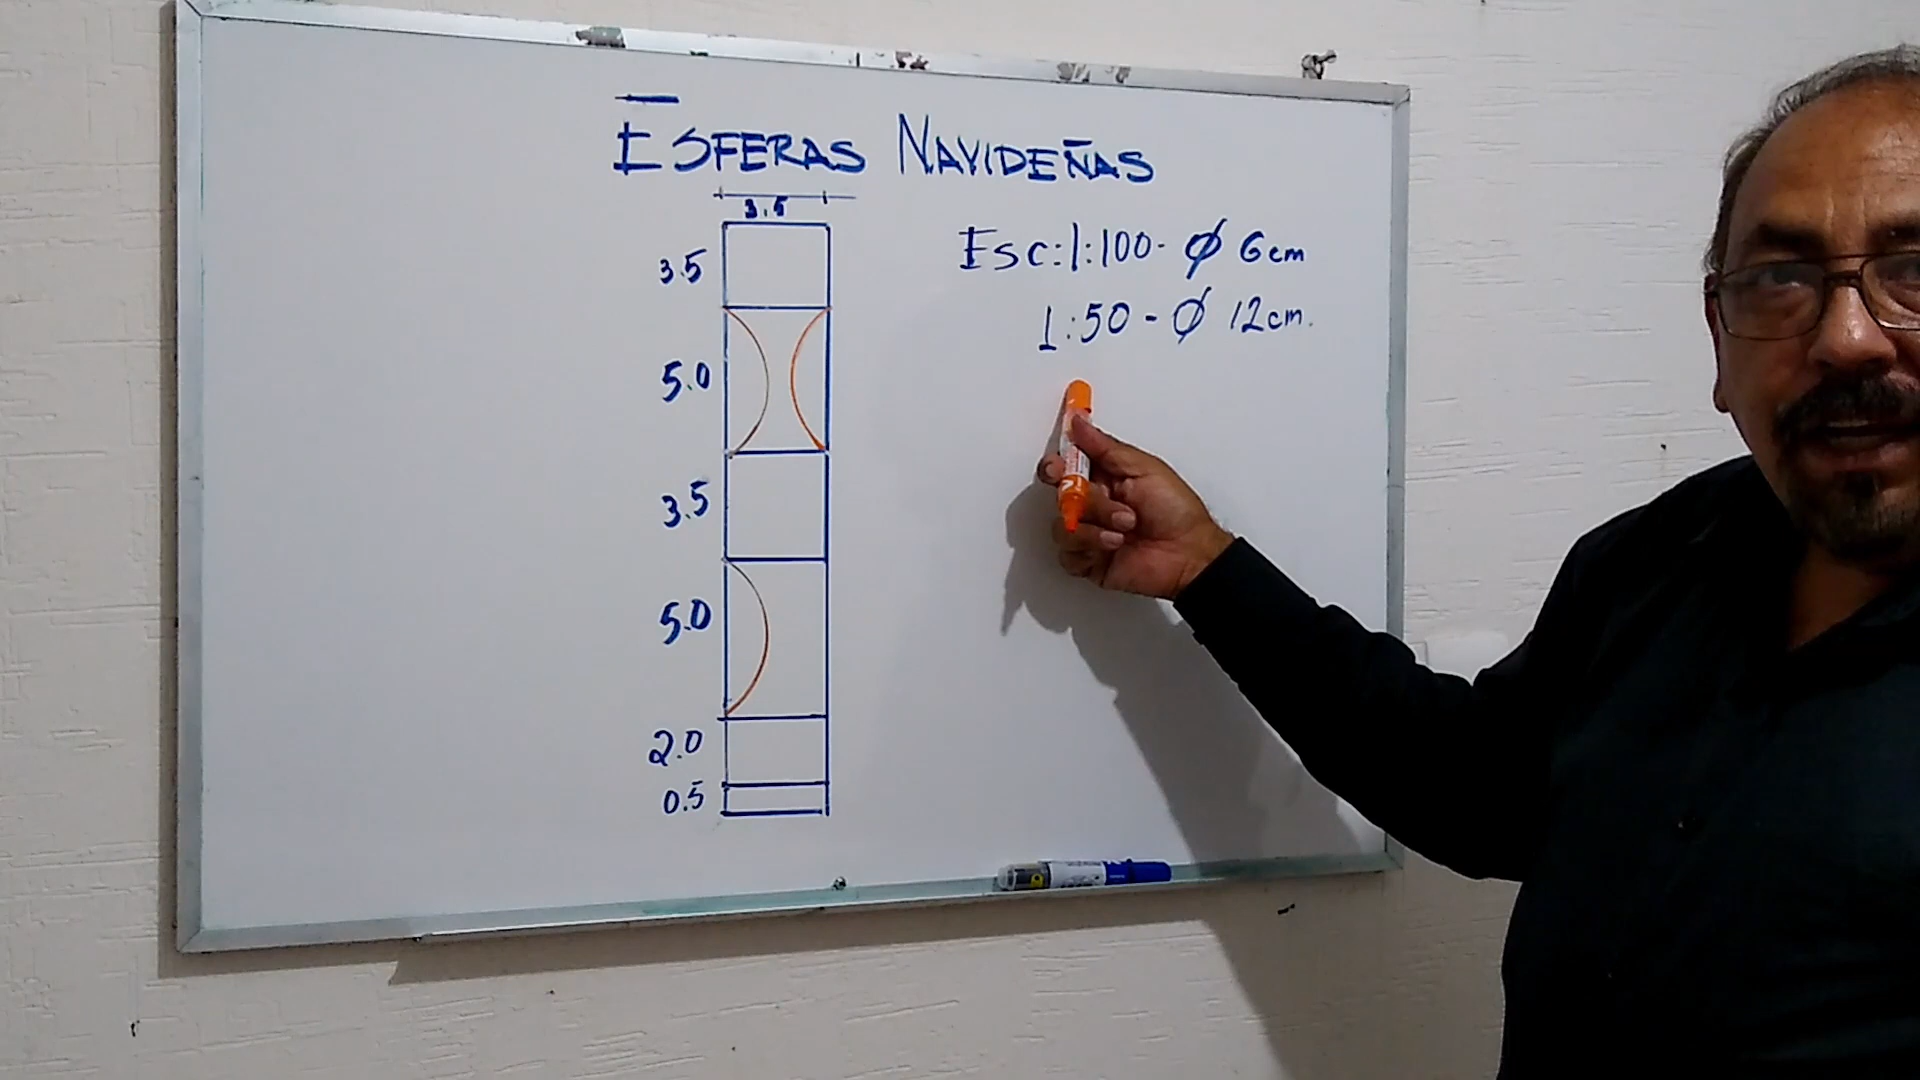 ESFERAS NAVIDEÑAS
3.5
3.5
5.0
3.5
5.0
2.0
0.5
Esc:1:100- Ø 6cm
1:50 - Ø 12cm.